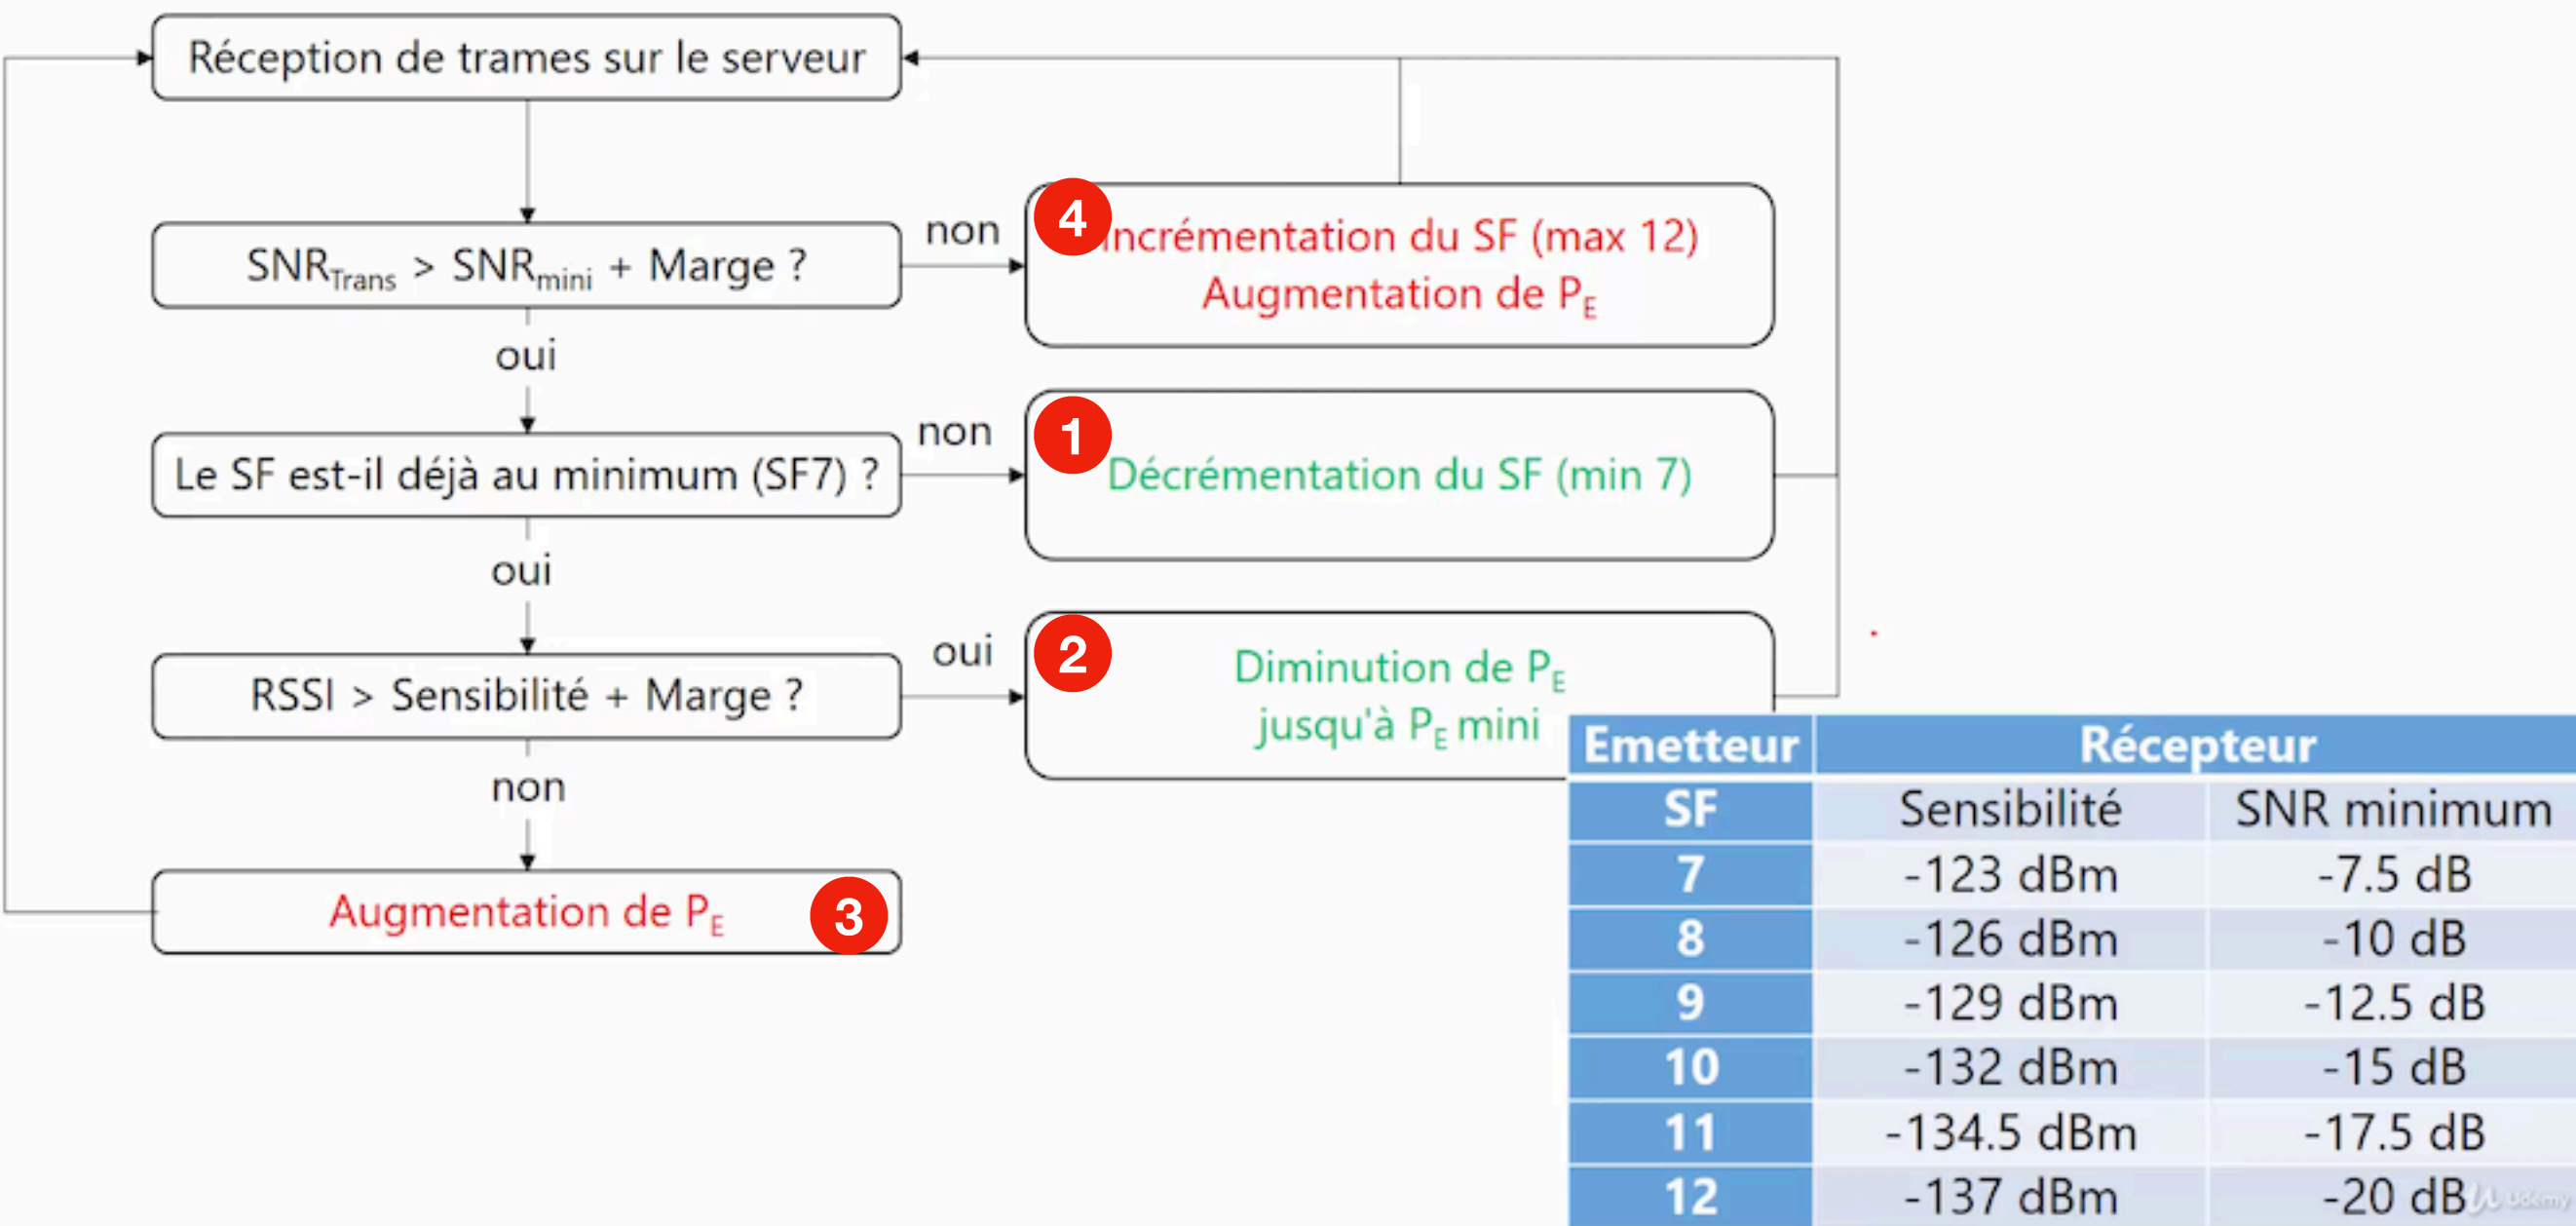 Réception de trames sur le serveur
SNRTrans > SNRmini + Marge ?
non
4
Incrémentation du SF (max 12)
Augmentation de PE
oui
Le SF est-il déjà au minimum (SF7) ?
non
1
Décrémentation du SF (min 7)
oui
RSSI > Sensibilité + Marge ?
oui
2
Diminution de PE
jusqu'à PE mini
non
Augmentation de PE
3
Emetteur Récepteur
SF Sensibilité SNR minimum
7 -123 dBm -7.5 dB
8 -126 dBm -10 dB
9 -129 dBm -12.5 dB
10 -132 dBm -15 dB
11 -134.5 dBm -17.5 dB
12 -137 dBm -20 dB
Udemy